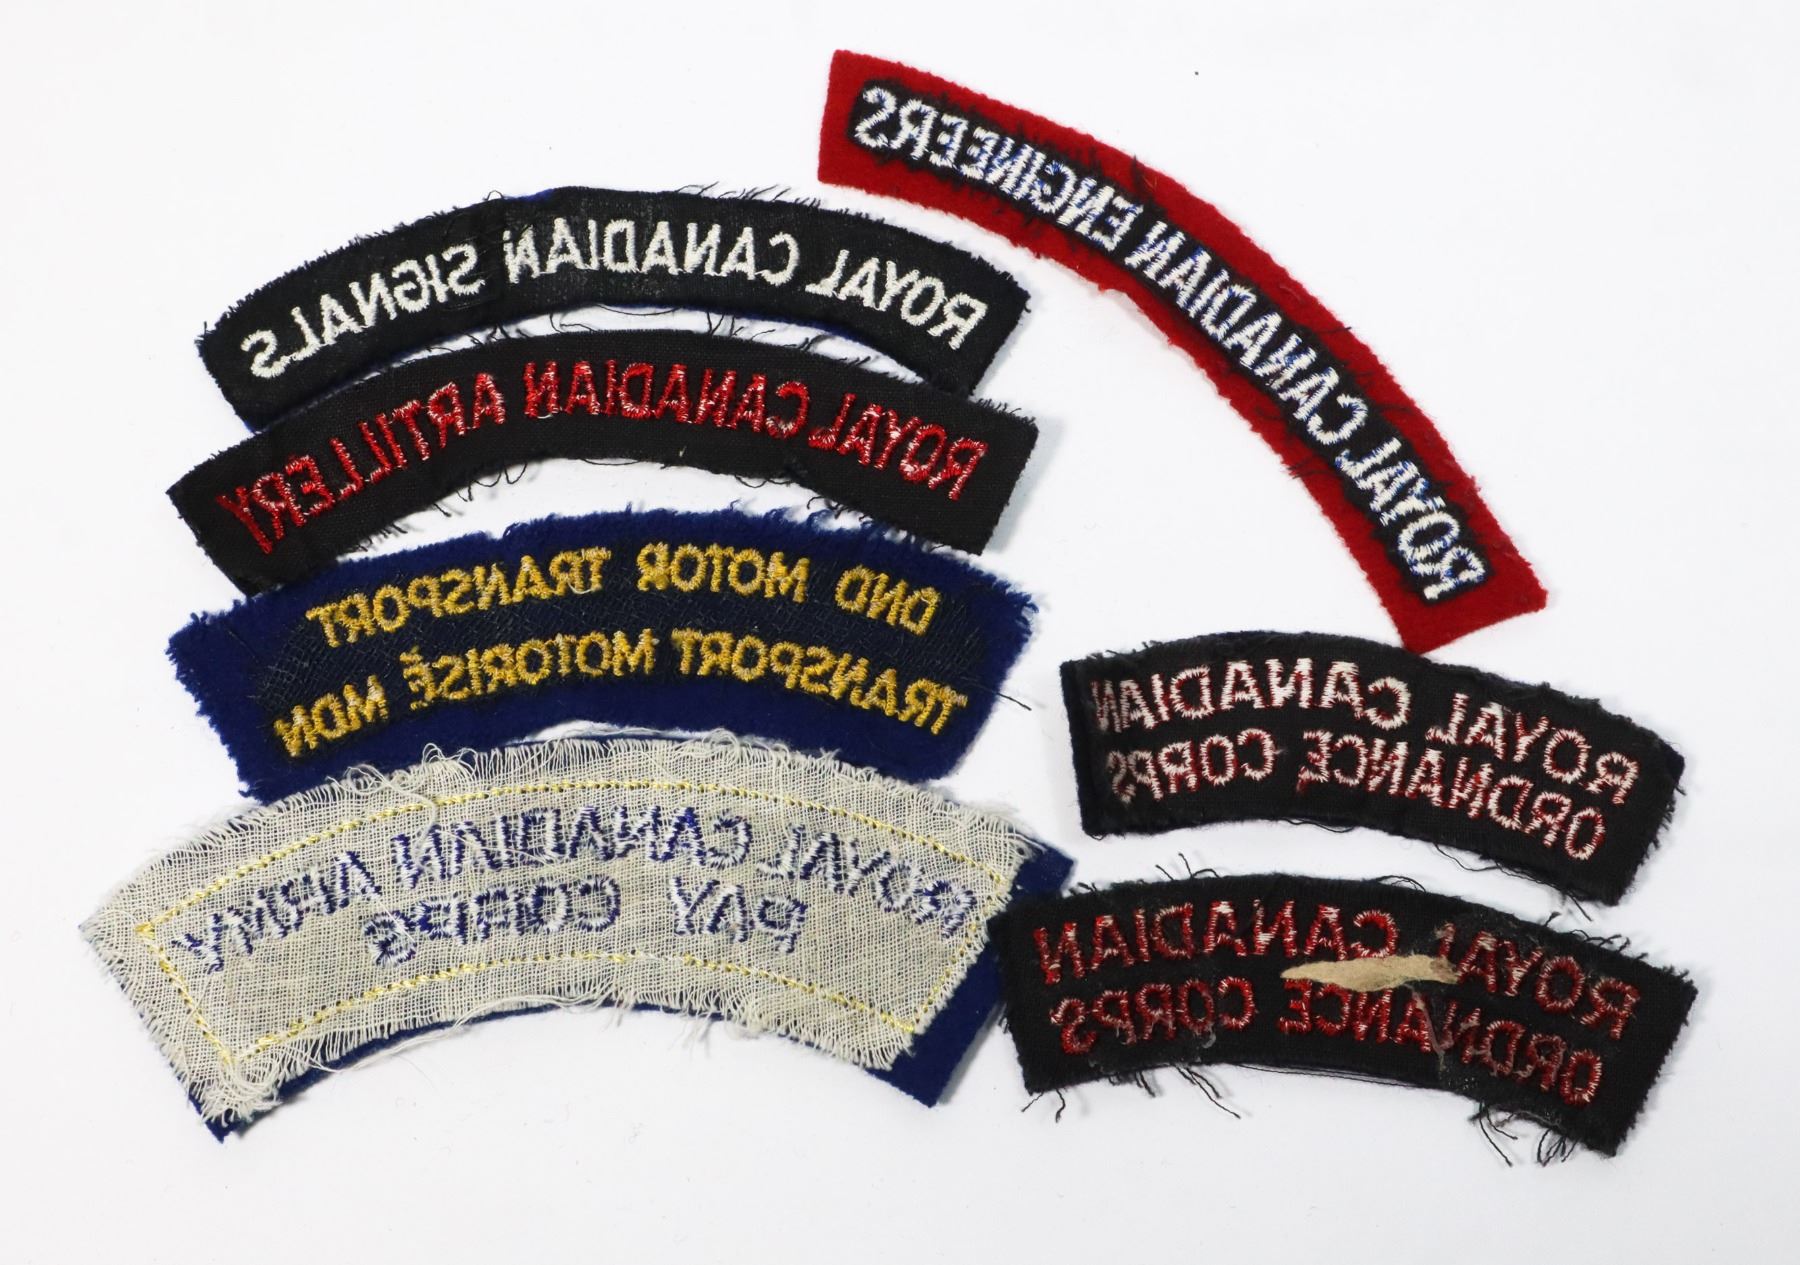 ROYAL CANADIAN ENGINEERS
ROYAL CANADIAN SIGNALS
ROYAL CANADIAN ARTILLERY
DND MOTOR TRANSPORT
TRANSPORT MOTORISÉ MDN
ROYAL CANADIAN ARMY
PAY CORPS
ROYAL CANADIAN
ORDNANCE CORPS
ROYAL CANADIAN
ORDNANCE CORPS